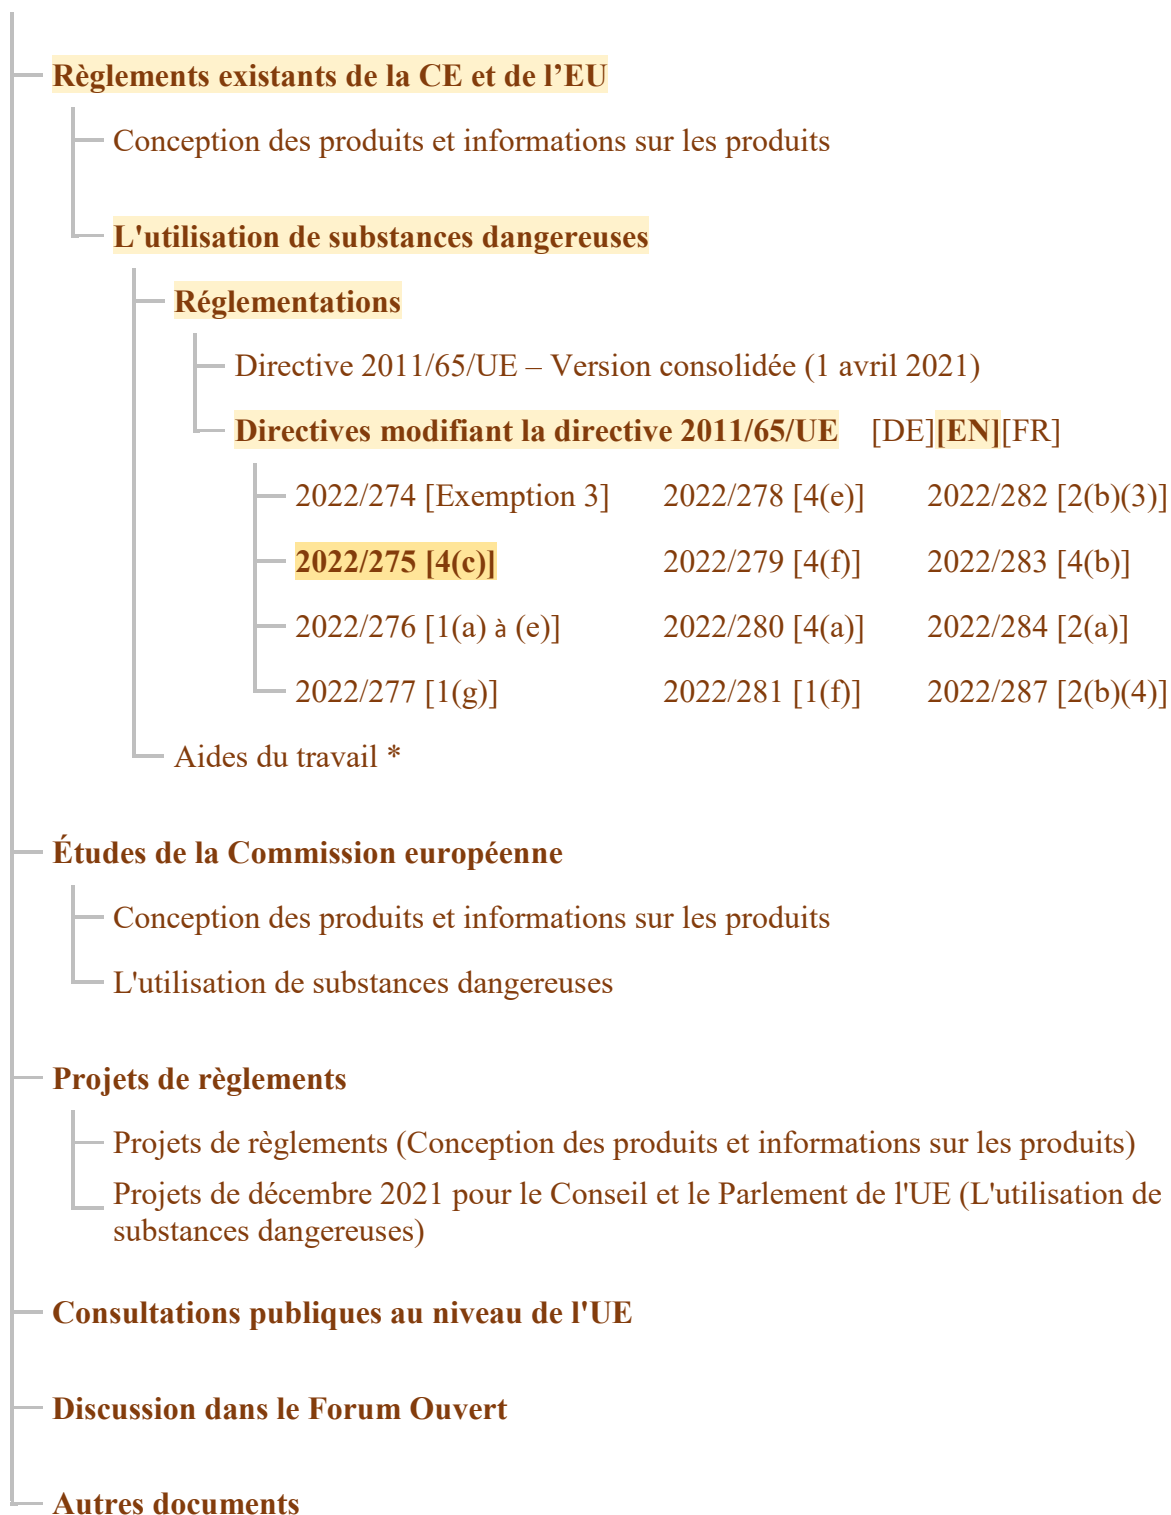 Règlements existants de la CE et de l’EU
Conception des produits et informations sur les produits
L'utilisation de substances dangereuses
Réglementations
Directive 2011/65/UE – Version consolidée (1 avril 2021)
Directives modifiant la directive 2011/65/UE [DE][EN][FR]
2022/274 [Exemption 3] 2022/278 [4(e)] 2022/282 [2(b)(3)]
2022/275 [4(c)] 2022/279 [4(f)] 2022/283 [4(b)]
2022/276 [1(a) à (e)] 2022/280 [4(a)] 2022/284 [2(a)]
2022/277 [1(g)] 2022/281 [1(f)] 2022/287 [2(b)(4)]
Aides du travail *
Études de la Commission européenne
Conception des produits et informations sur les produits
L'utilisation de substances dangereuses
Projets de règlements
Projets de règlements (Conception des produits et informations sur les produits)
Projets de décembre 2021 pour le Conseil et le Parlement de l'UE (L'utilisation de
substances dangereuses)
Consultations publiques au niveau de l'UE
Discussion dans le Forum Ouvert
Autres documents